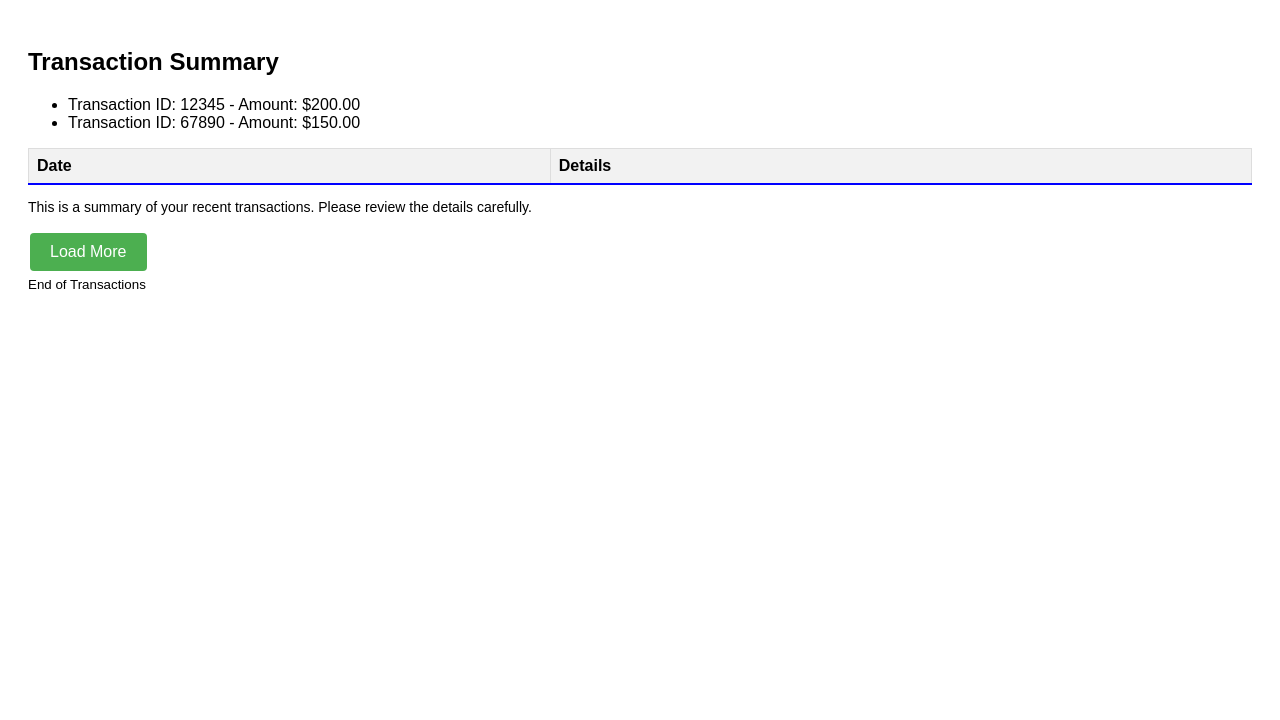 Transaction Summary
Transaction ID: 12345 - Amount: $200.00
Transaction ID: 67890 - Amount: $150.00
Date Details
This is a summary of your recent transactions. Please review the details carefully.
Load More
End of Transactions